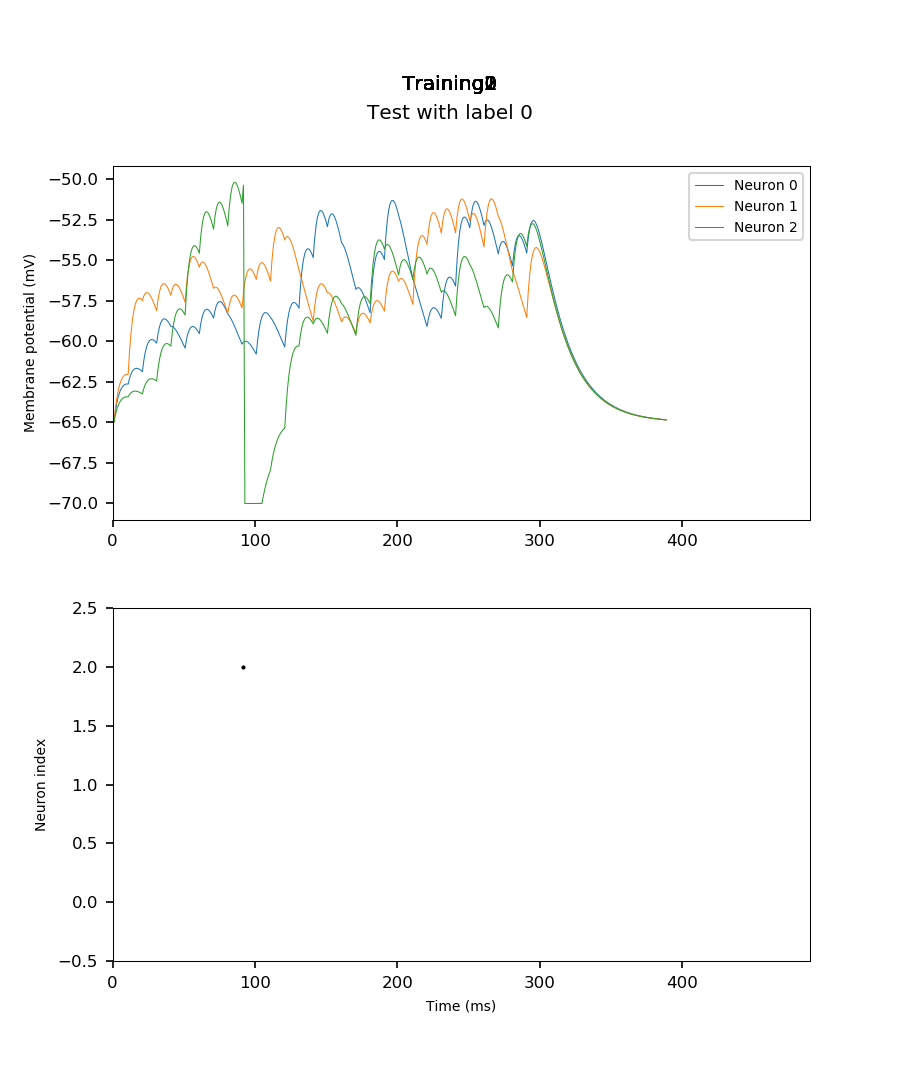 Training
Test with label 0
−50.0
−52.5
−55.0
−57.5
−60.0
−62.5
−65.0
−67.5
−70.0
Membrane potential (mV)
Neuron 0
Neuron 1
Neuron 2
0 100 200 300 400
2.5
2.0
1.5
1.0
0.5
0.0
−0.5
Neuron index
0 100 200 300 400
Time (ms)